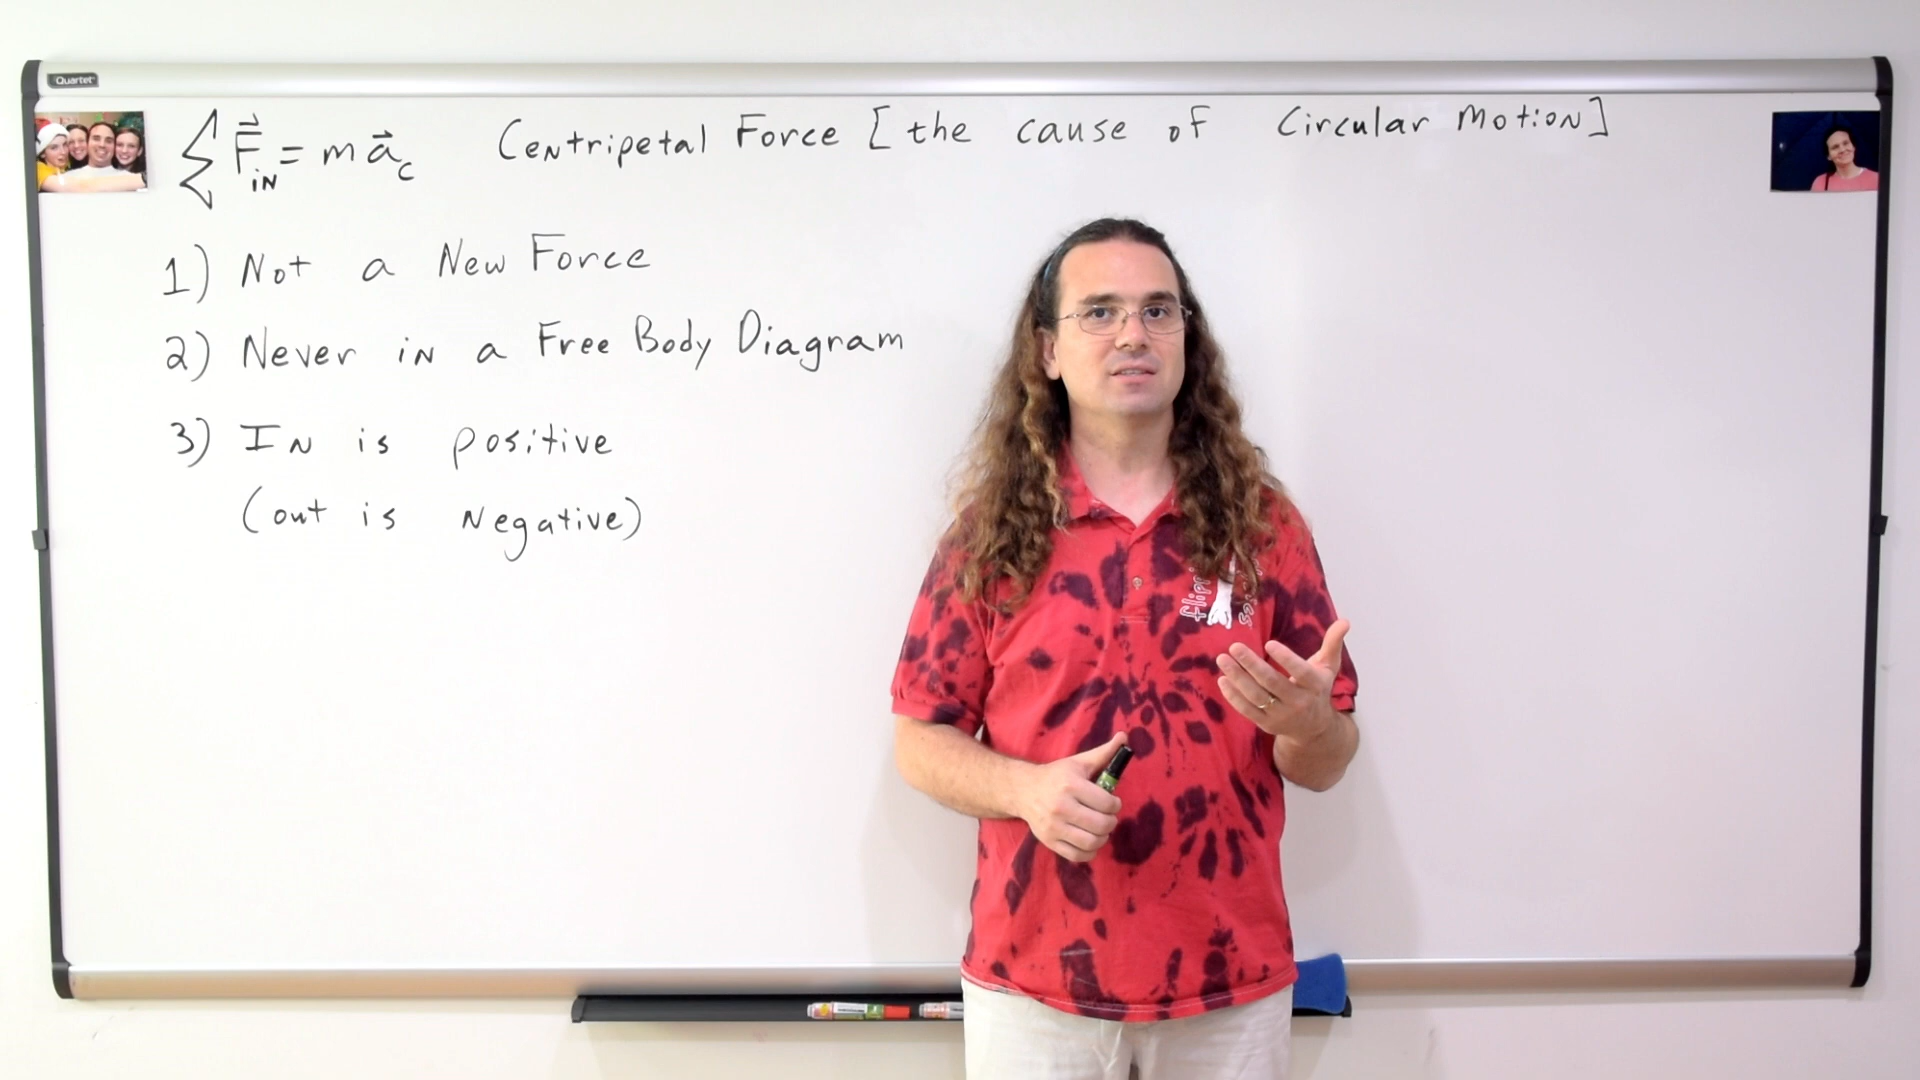 Quartet
∑F⃗IN = ma⃗c Centripetal Force [the cause of Circular Motion]
1) Not a New Force
2) Never in a Free Body Diagram
3) IN is positive
(out is Negative)